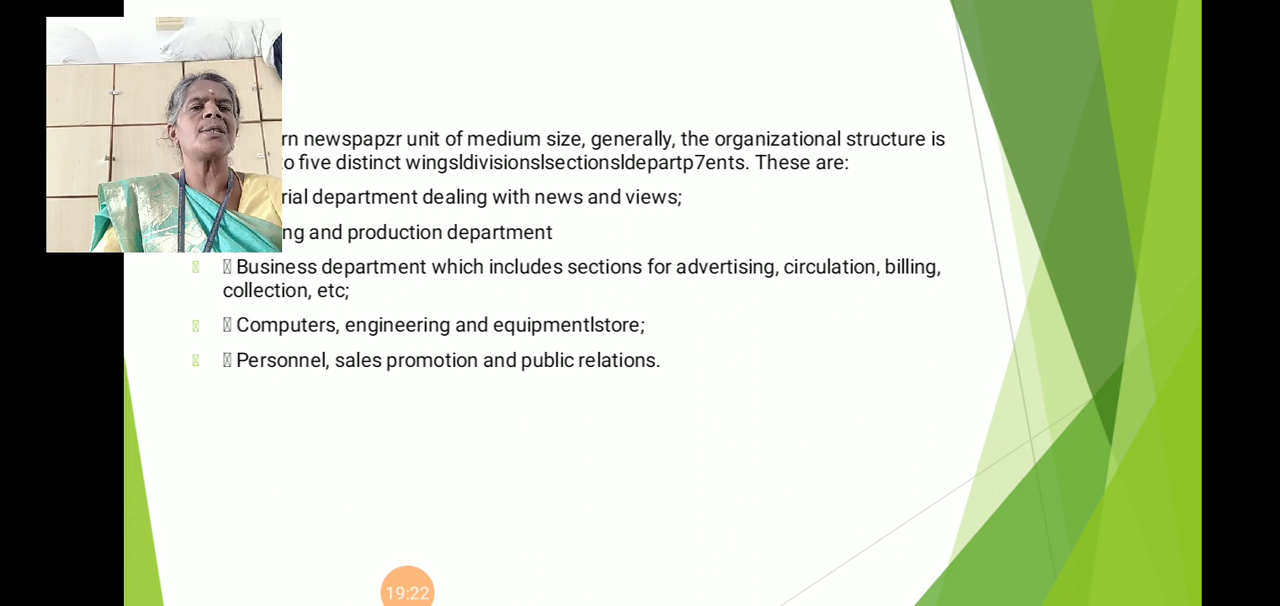 rn newspapzr unit of medium size, generally, the organizational structure is
o five distinct wingsldivisionslsectionsldepartp7ents. These are:
rial department dealing with news and views;
ng and production department
Business department which includes sections for advertising, circulation, billing,
collection, etc;
Computers, engineering and equipmentlstore;
Personnel, sales promotion and public relations.
19:22